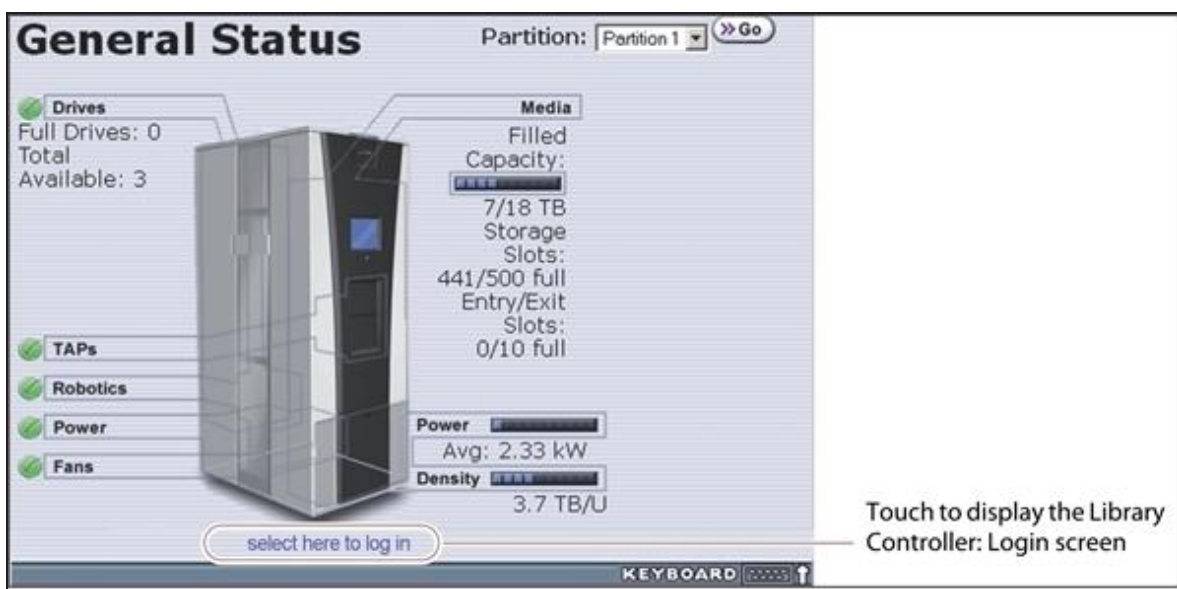 General Status
Partition: Partition 1 Go
Drives
Full Drives: 0
Total
Available: 3
Media
Filled
Capacity:
7/18 TB
Storage
Slots:
441/500 full
Entry/Exit
Slots:
0/10 full
TAPs
Robotics
Power
Fans
Power
Avg: 2.33 kW
Density
3.7 TB/U
select here to log in
Touch to display the Library
Controller: Login screen
KEYBOARD